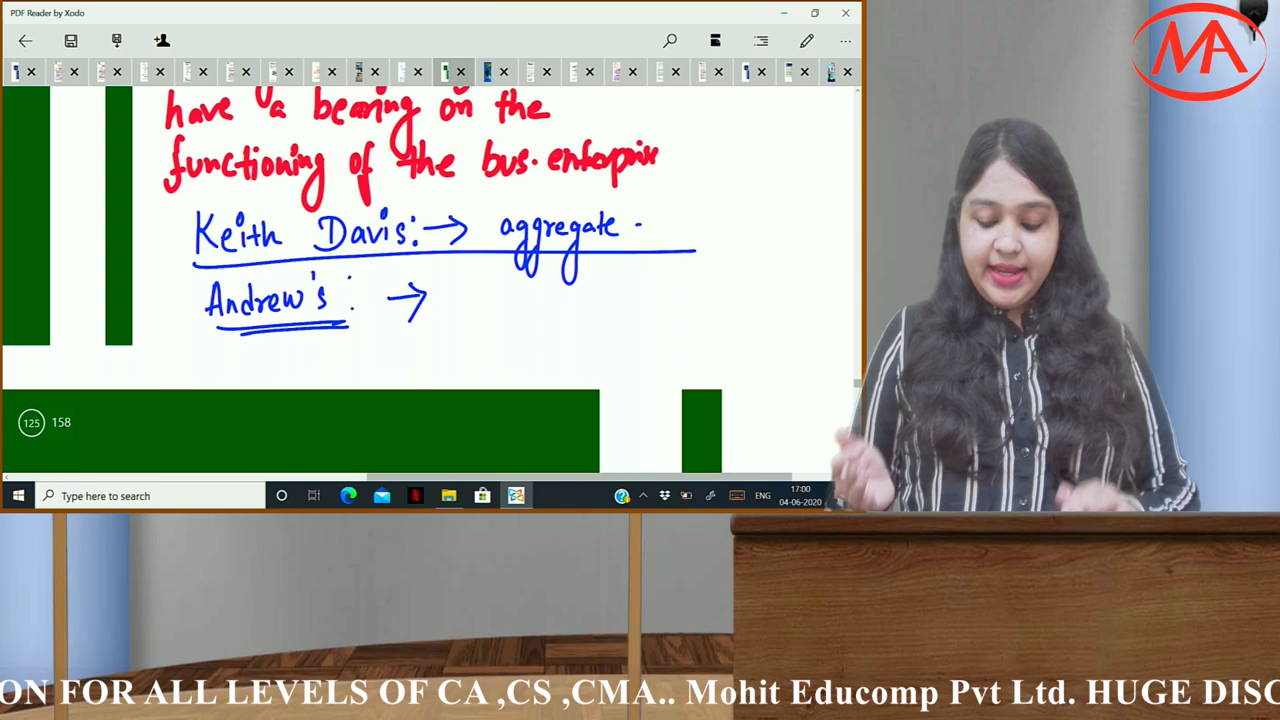 PDF Reader by Xodo
MA
have a bearing on the
functioning of the bus. enterprise
Keith Davis: → aggregate -
Andrew's : →
125 158
Type here to search
ENG
17:00
04-06-2020
ON FOR ALL LEVELS OF CA ,CS ,CMA.. Mohit Educomp Pvt Ltd. HUGE DISC